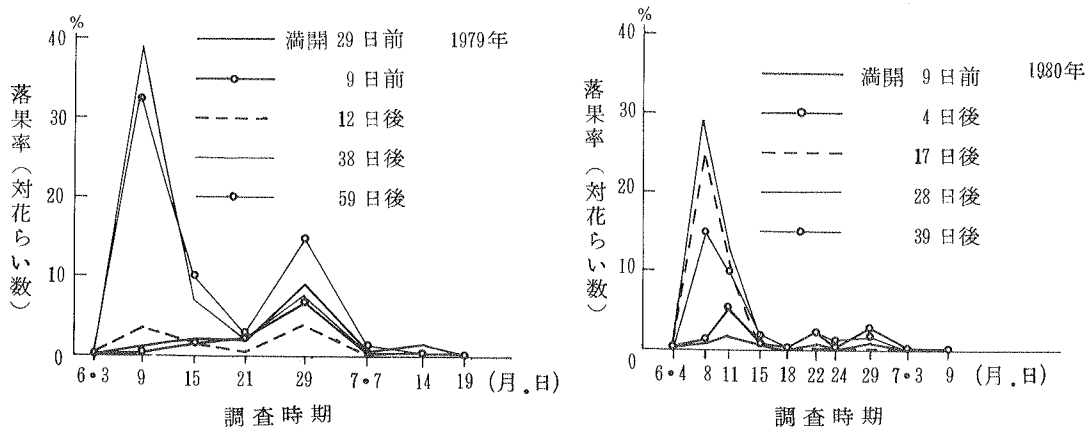 %
40
30
20
10
0
落果率（対花らい数）
満開 29 日前 1979年
9 日前
12 日後
38 日後
59 日後
6・3 9 15 21 29 7・7 14 19 (月.日)
調査時期
%
40
30
20
10
0
落果率（対花らい数）
満開 9 日前 1980年
4 日後
17 日後
28 日後
39 日後
6・4 8 11 15 18 22 24 29 7・3 9 (月.日)
調査時期